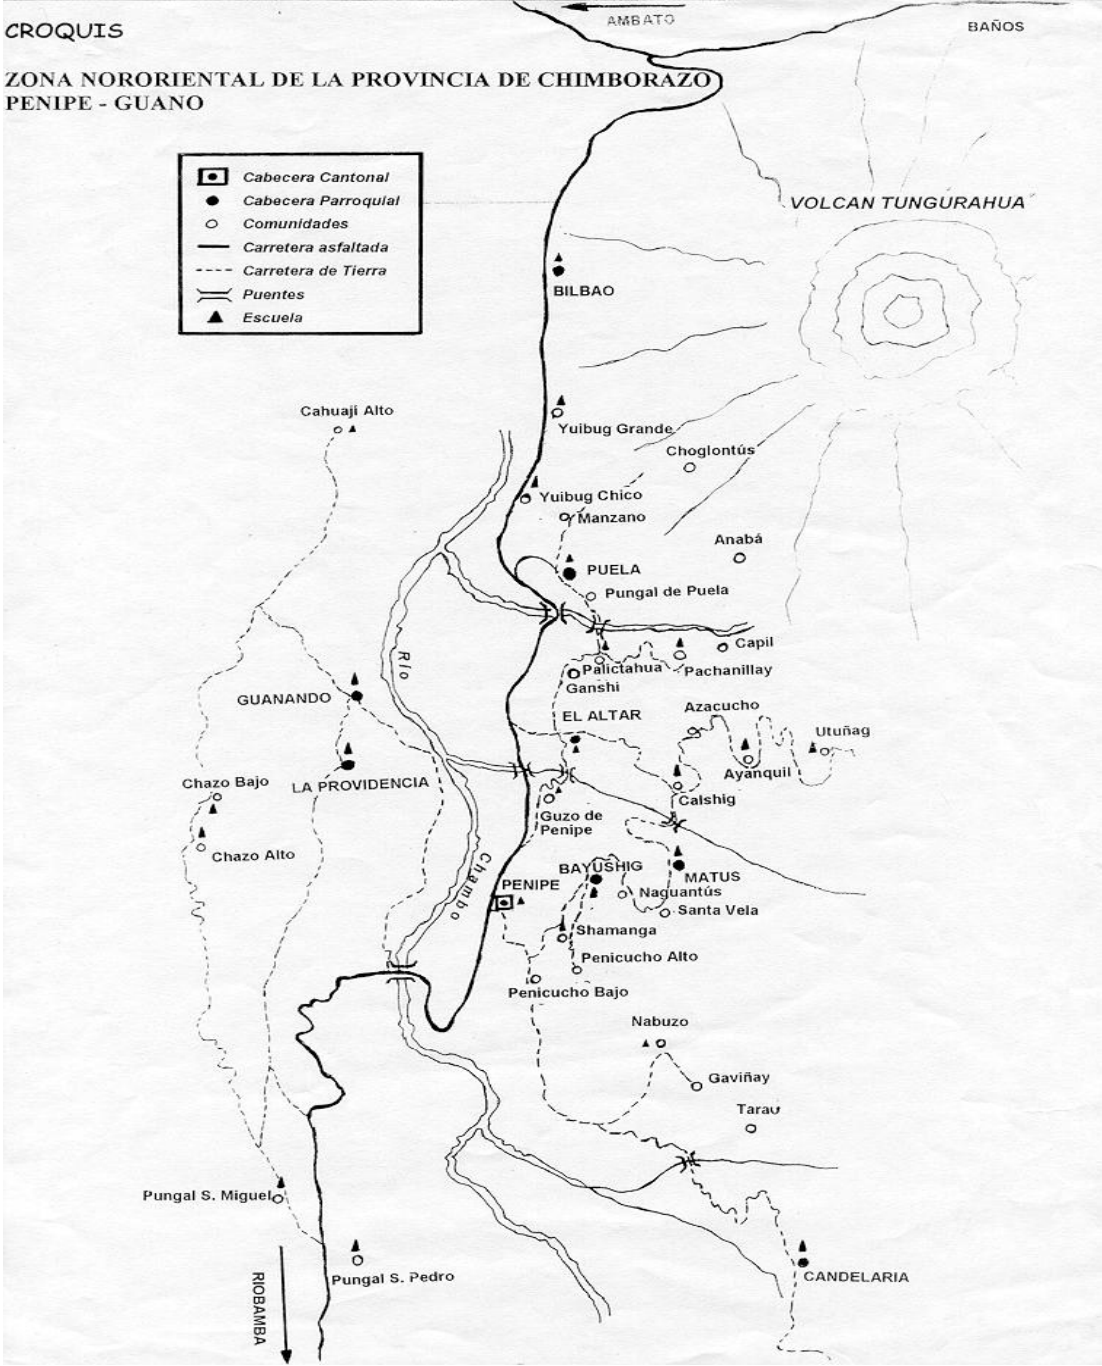 CROQUIS
AMBATO
BAÑOS
ZONA NORORIENTAL DE LA PROVINCIA DE CHIMBORAZO
PENIPE - GUANO
Cabecera Cantonal
Cabecera Parroquial
Comunidades
Carretera asfaltada
Carretera de Tierra
Puentes
Escuela
VOLCAN TUNGURAHUA
BILBAO
Cahuají Alto
Yuibug Grande
Choglontús
Yuibug Chico
Manzano
Anabá
PUELA
Pungal de Puela
Capil
Río
Palictahua
Pachanillay
Ganshi
GUANANDO
EL ALTAR
Azacucho
Utuñag
Ayanquil
Chazo Bajo
LA PROVIDENCIA
Calshig
Guzo de
Penipe
Chazo Alto
Chambo
BAYUSHIG
MATUS
PENIPE
Naguantús
Santa Vela
Shamanga
Penicucho Alto
Penicucho Bajo
Nabuzo
Gaviñay
Tarau
Pungal S. Miguel
Pungal S. Pedro
CANDELARIA
RIOBAMBA